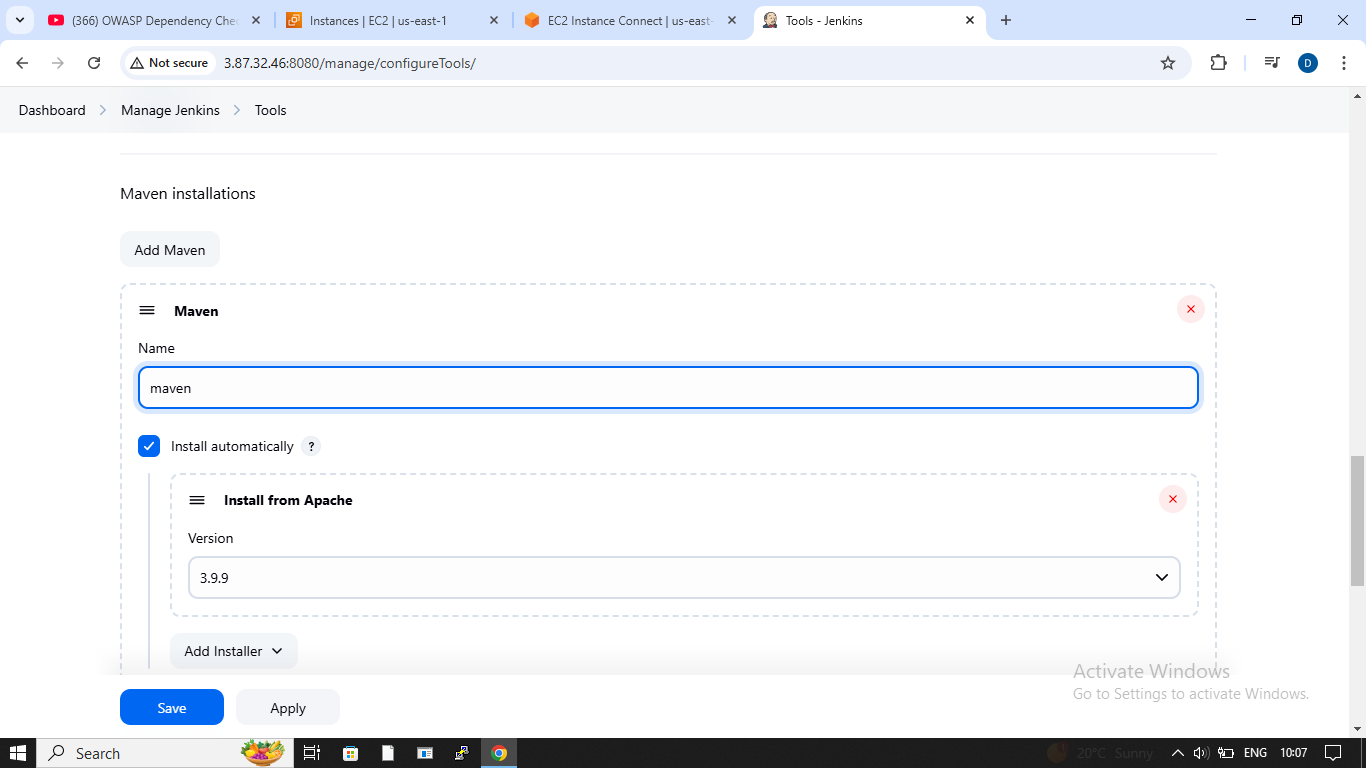 (366) OWASP Dependency Che
Instances | EC2 | us-east-1
EC2 Instance Connect | us-east-
Tools - Jenkins
Not secure
3.87.32.46:8080/manage/configureTools/
D
Dashboard
Manage Jenkins
Tools
Maven installations
Add Maven
Maven
Name
maven
Install automatically
?
Install from Apache
Version
3.9.9
Add Installer
Save
Apply
Activate Windows
Go to Settings to activate Windows.
Search
20°C Sunny
ENG
10:07